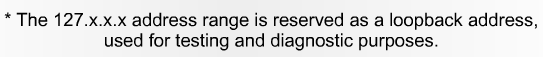 * The 127.x.x.x address range is reserved as a loopback address,
used for testing and diagnostic purposes.